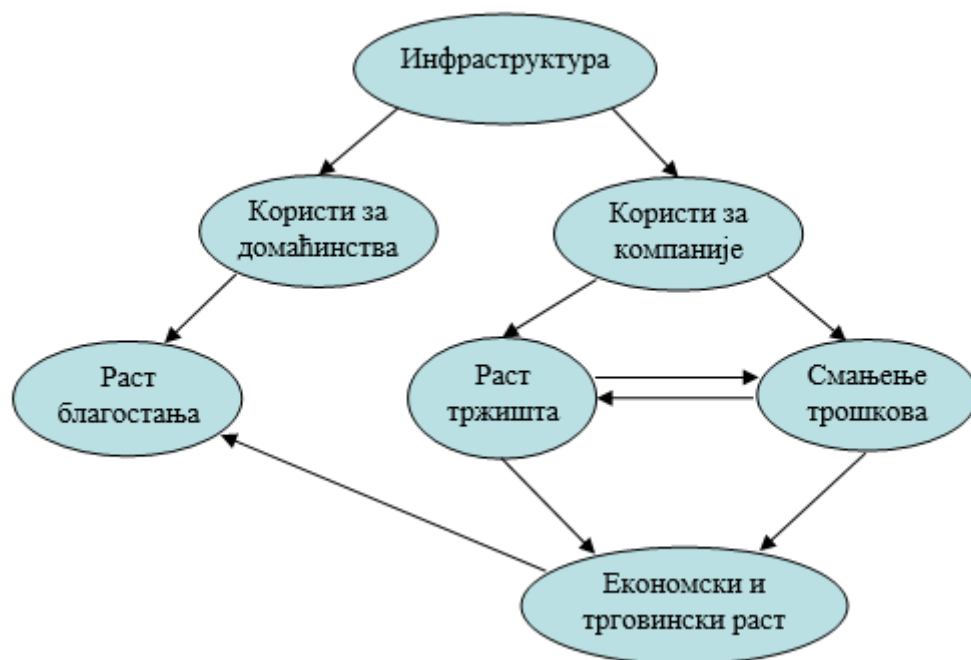 Инфраструктура
Користи за
домаћинства
Користи за
компаније
Раст
благостања
Раст
тржишта
Смањење
трошкова
Економски и
трговински раст